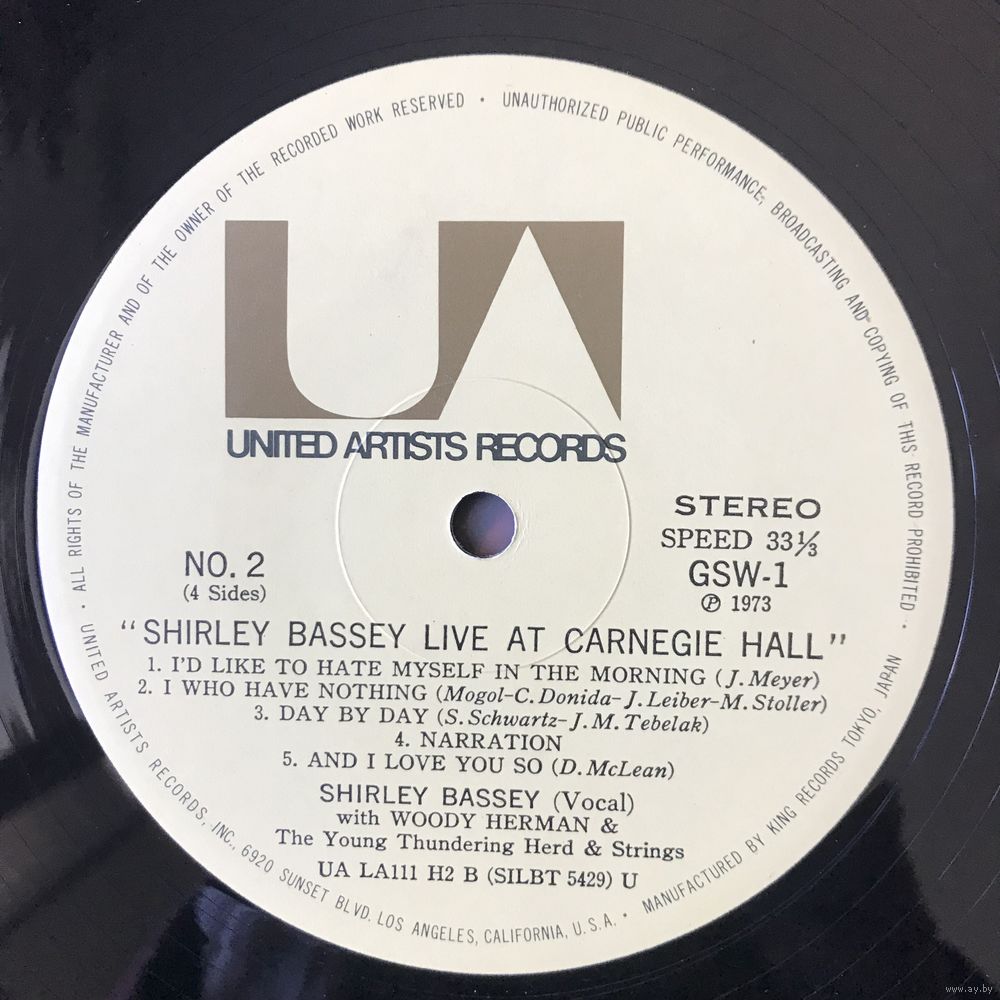 UNITED ARTISTS RECORDS, INC., 6920 SUNSET BLVD. LOS ANGELES, CALIFORNIA, U.S.A. • MANUFACTURED BY KING RECORDS TOKYO, JAPAN
• ALL RIGHTS OF THE MANUFACTURER AND OF THE OWNER OF THE RECORDED WORK RESERVED • UNAUTHORIZED PUBLIC PERFORMANCE, BROADCASTING AND COPYING OF THIS RECORD PROHIBITED •
UA
UNITED ARTISTS RECORDS
STEREO
SPEED 33⅓
GSW-1
℗ 1973
NO. 2
(4 Sides)
"SHIRLEY BASSEY LIVE AT CARNEGIE HALL"
1. I'D LIKE TO HATE MYSELF IN THE MORNING (J. Meyer)
2. I WHO HAVE NOTHING (Mogol-C. Donida-J. Leiber-M. Stoller)
3. DAY BY DAY (S. Schwartz-J. M. Tebelak)
4. NARRATION
5. AND I LOVE YOU SO (D. McLean)
SHIRLEY BASSEY (Vocal)
with WOODY HERMAN &
The Young Thundering Herd & Strings
UA LA111 H2 B (SILBT 5429) U
www.ay.by